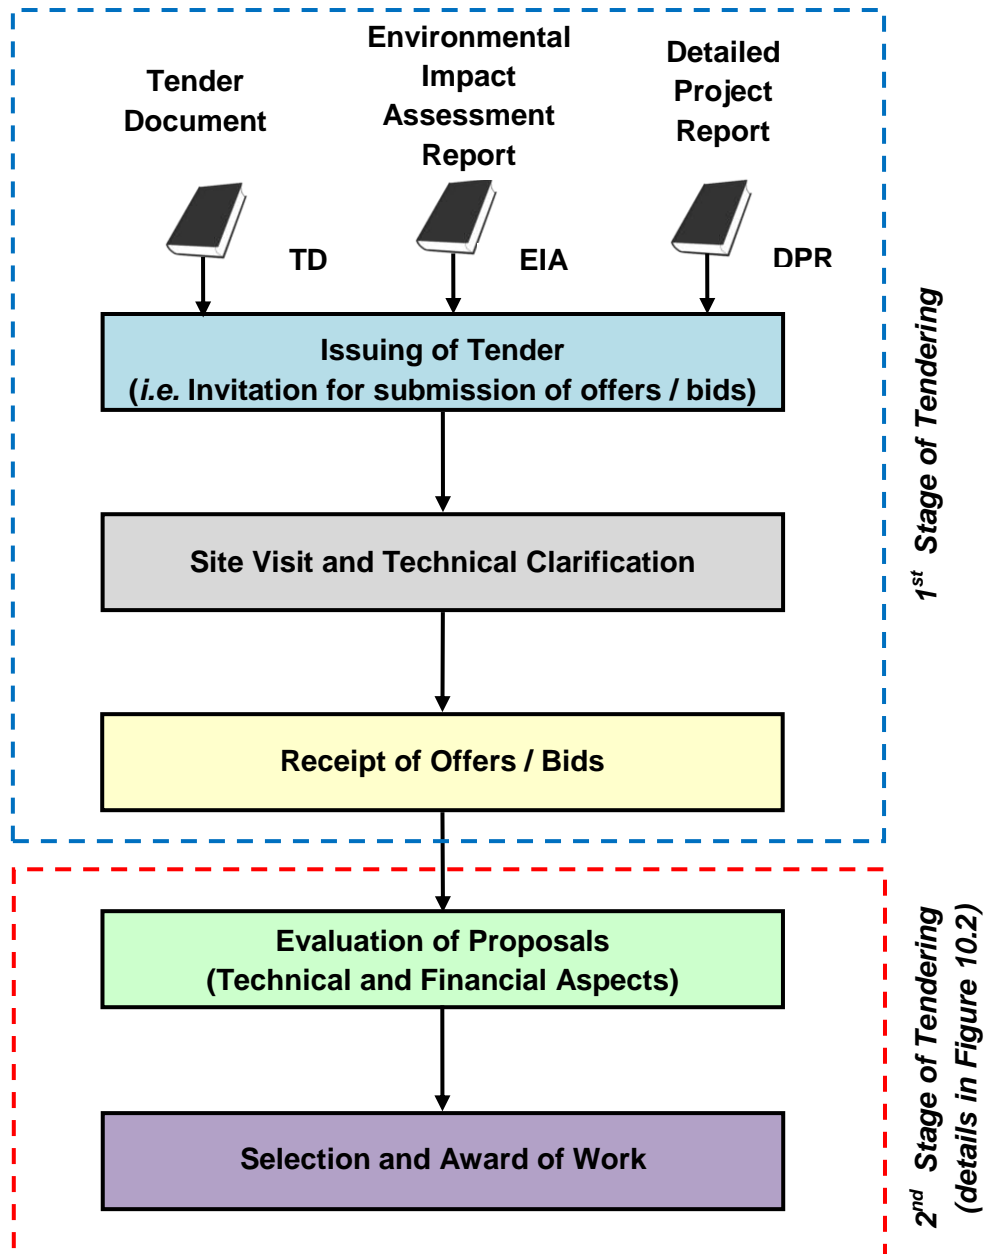 Tender
Document
Environmental
Impact
Assessment
Report
Detailed
Project
Report
TD
EIA
DPR
Issuing of Tender
(i.e. Invitation for submission of offers / bids)
Site Visit and Technical Clarification
Receipt of Offers / Bids
1st Stage of Tendering
Evaluation of Proposals
(Technical and Financial Aspects)
Selection and Award of Work
2nd Stage of Tendering
(details in Figure 10.2)